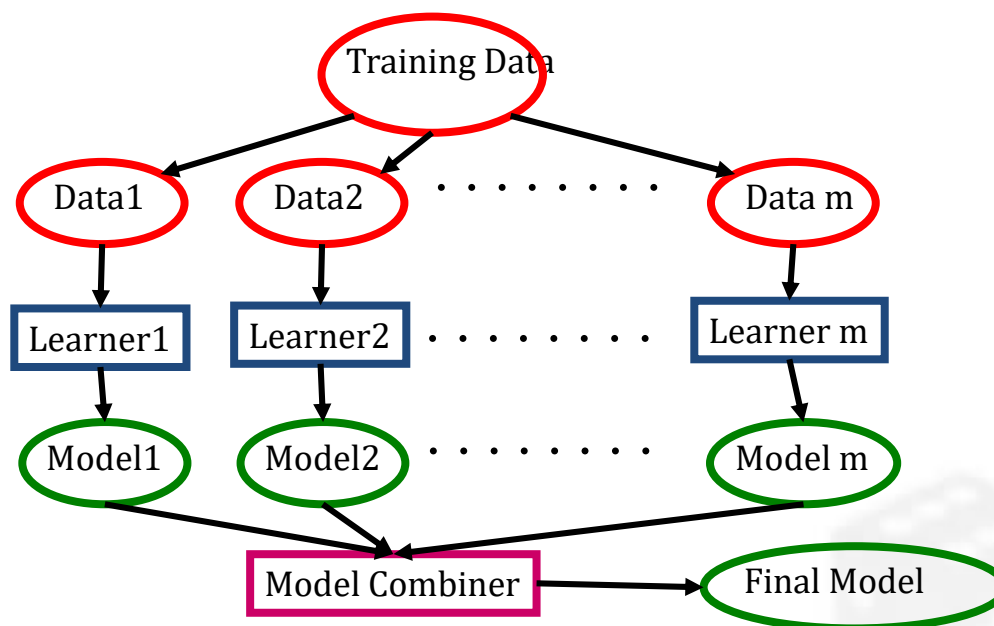 Training Data
Data1 Data2 . . . . . . . . . Data m
Learner1 Learner2 . . . . . . . . . Learner m
Model1 Model2 . . . . . . . . . Model m
Model Combiner Final Model